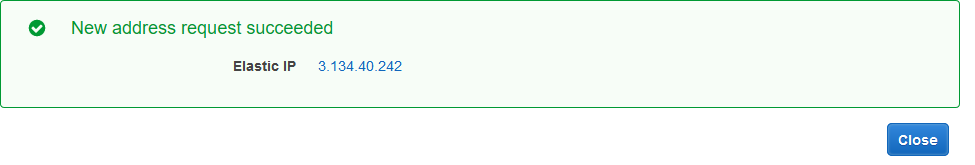 New address request succeeded
Elastic IP 3.134.40.242
Close